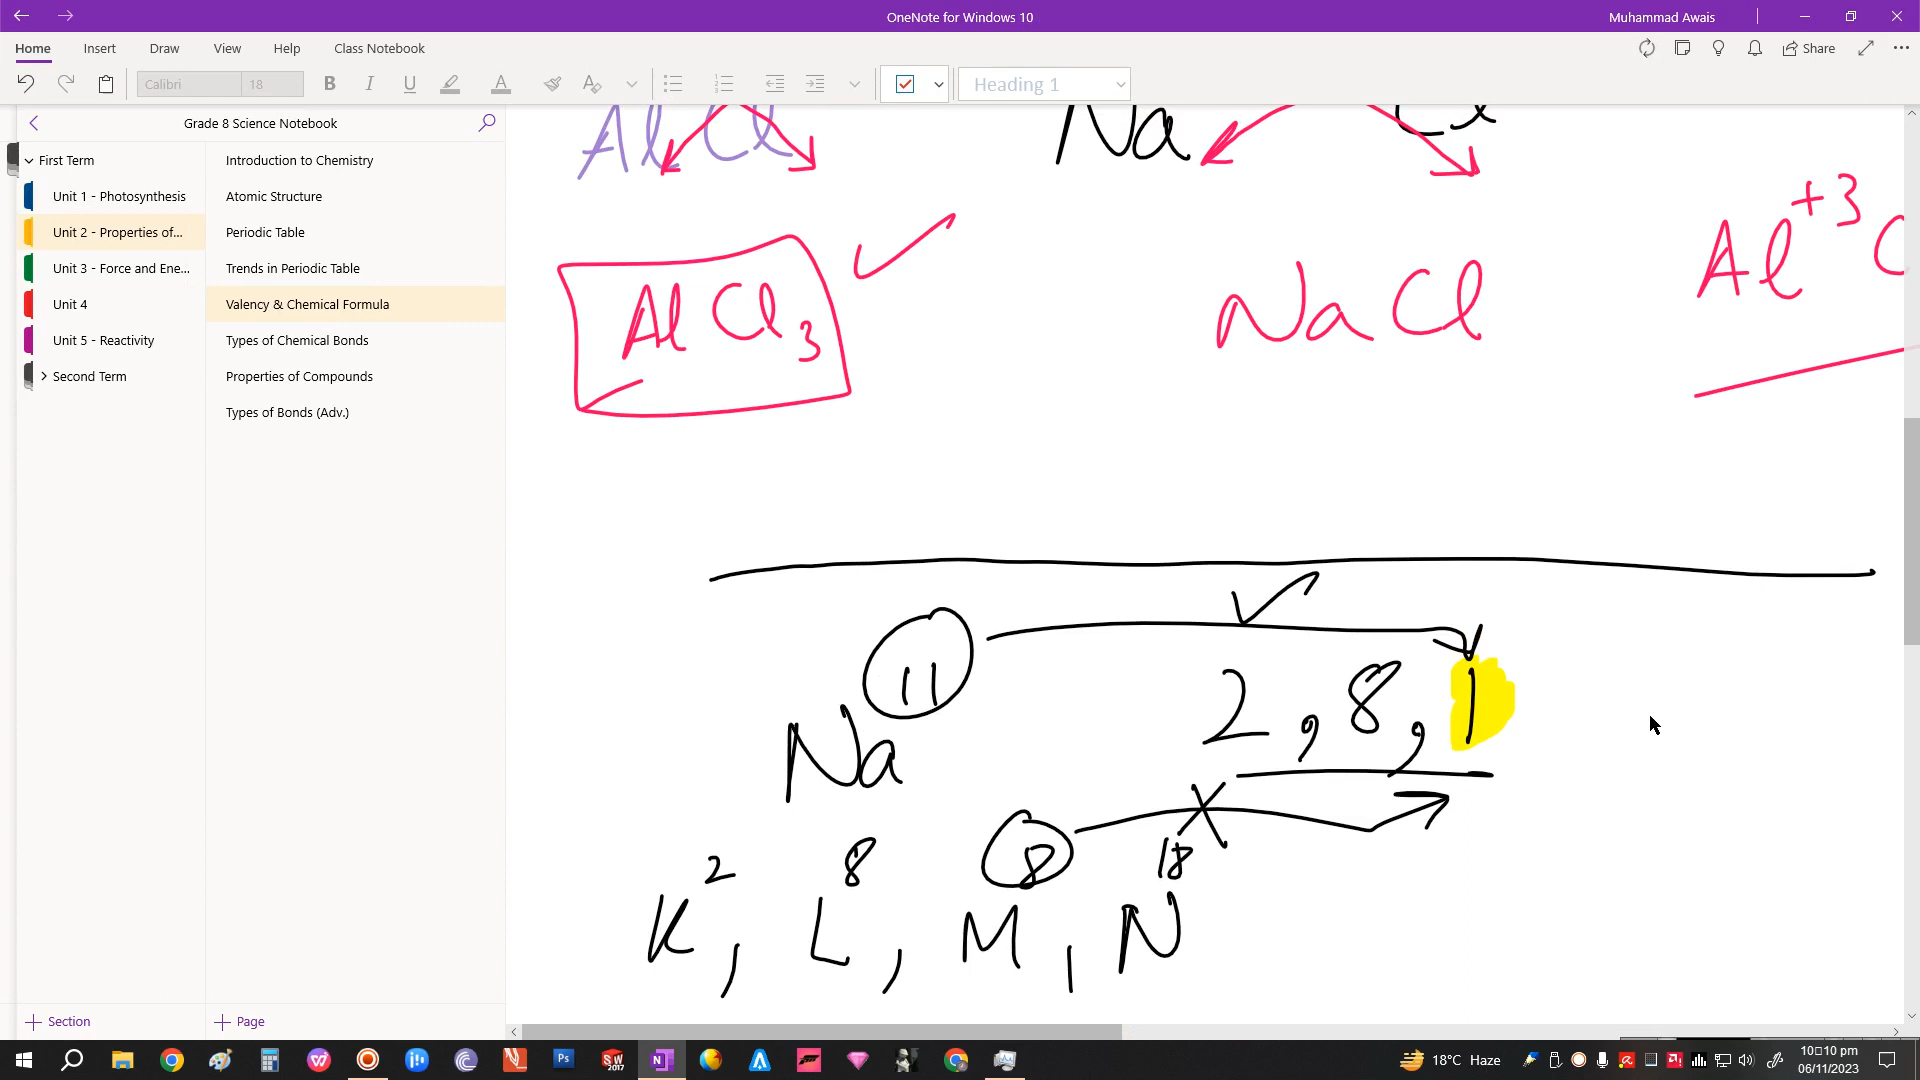 OneNote for Windows 10
Muhammad Awais
Home Insert Draw View Help Class Notebook
Share
Calibri 18 B I U A Heading 1
Grade 8 Science Notebook
First Term
Unit 1 - Photosynthesis
Unit 2 - Properties of...
Unit 3 - Force and Ene...
Unit 4
Unit 5 - Reactivity
Second Term
Introduction to Chemistry
Atomic Structure
Periodic Table
Trends in Periodic Table
Valency & Chemical Formula
Types of Chemical Bonds
Properties of Compounds
Types of Bonds (Adv.)
Al Cl Na Cl
Al+3 C
AlCl3 NaCl
11
Na 2, 8, 1
2 8 8 18
K, L, M, N
+ Section + Page
18°C Haze
10:10 pm
06/11/2023